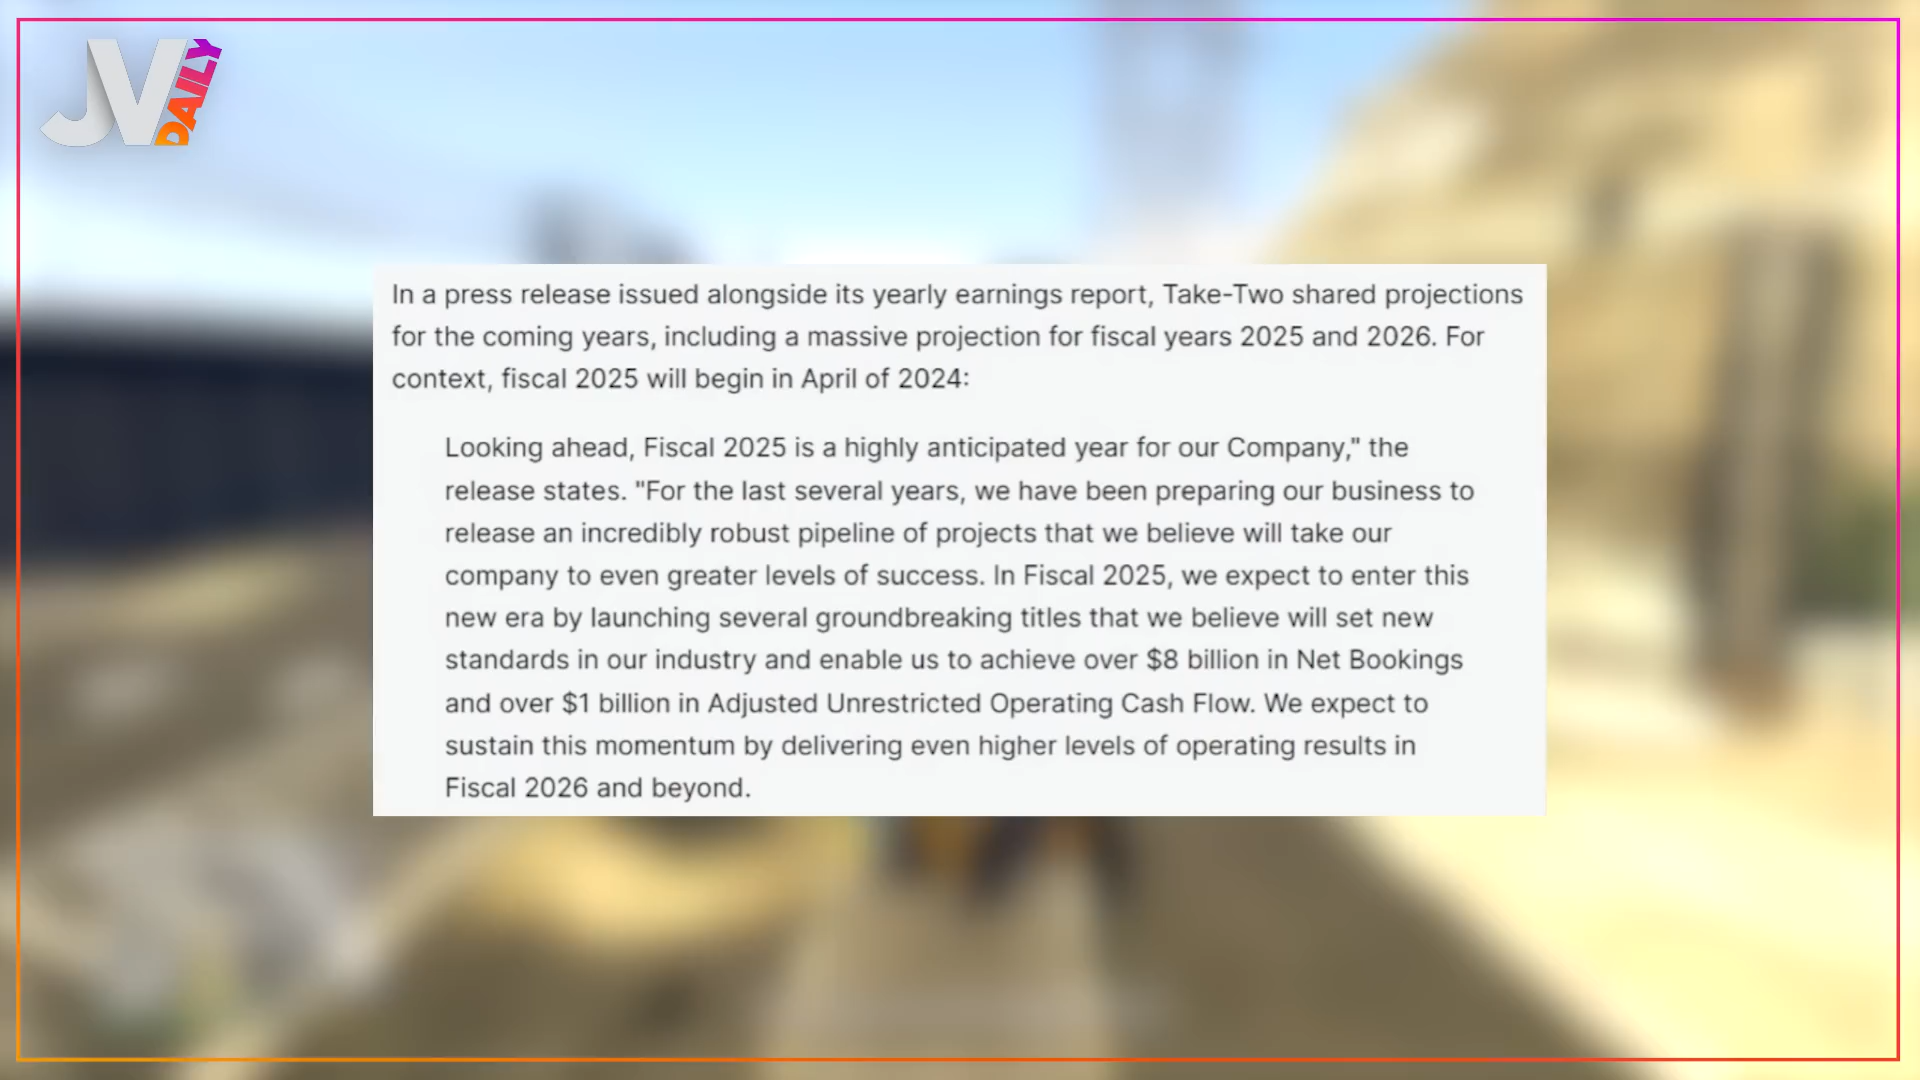 JV
DAILY
In a press release issued alongside its yearly earnings report, Take-Two shared projections
for the coming years, including a massive projection for fiscal years 2025 and 2026. For
context, fiscal 2025 will begin in April of 2024:
Looking ahead, Fiscal 2025 is a highly anticipated year for our Company," the
release states. "For the last several years, we have been preparing our business to
release an incredibly robust pipeline of projects that we believe will take our
company to even greater levels of success. In Fiscal 2025, we expect to enter this
new era by launching several groundbreaking titles that we believe will set new
standards in our industry and enable us to achieve over $8 billion in Net Bookings
and over $1 billion in Adjusted Unrestricted Operating Cash Flow. We expect to
sustain this momentum by delivering even higher levels of operating results in
Fiscal 2026 and beyond.